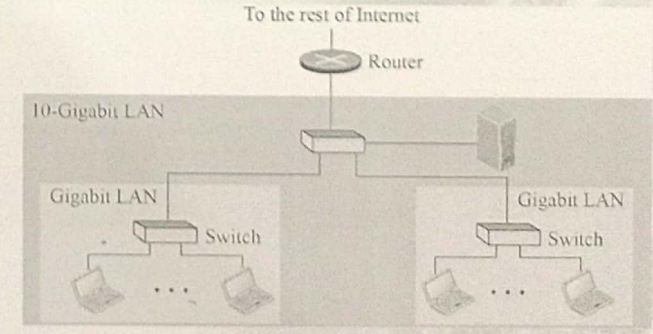 To the rest of Internet
Router
10-Gigabit LAN
Gigabit LAN
Gigabit LAN
Switch
Switch